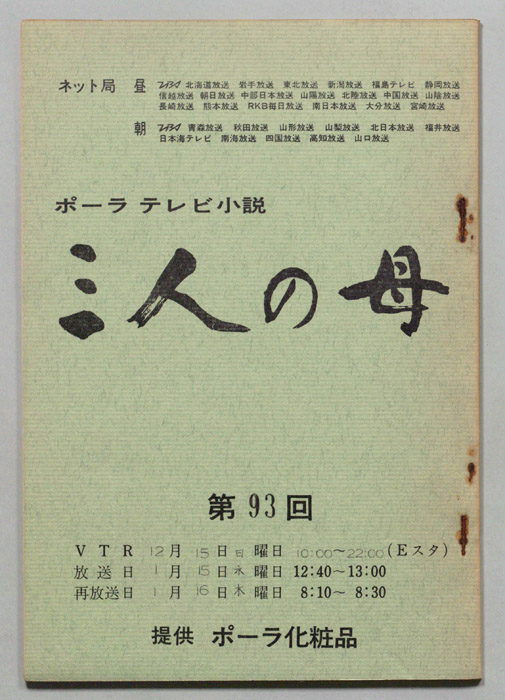 ネット局 昼 TBS 北海道放送 岩手放送 東北放送 新潟放送 福島テレビ 静岡放送
信越放送 朝日放送 中部日本放送 山陽放送 北陸放送 中国放送 山陰放送
長崎放送 熊本放送 RKB毎日放送 南日本放送 大分放送 宮崎放送
朝 TBS 青森放送 秋田放送 山形放送 山梨放送 北日本放送 福井放送
日本海テレビ 南海放送 四国放送 高知放送 山口放送
ポーラ テレビ小説
三人の母
第93回
VTR 12月 15日 日 曜日 10:00~22:00(Eスタ)
放送日 1月 15日 水 曜日 12:40~13:00
再放送日 1月 16日 木 曜日 8:10~ 8:30
提供 ポーラ化粧品